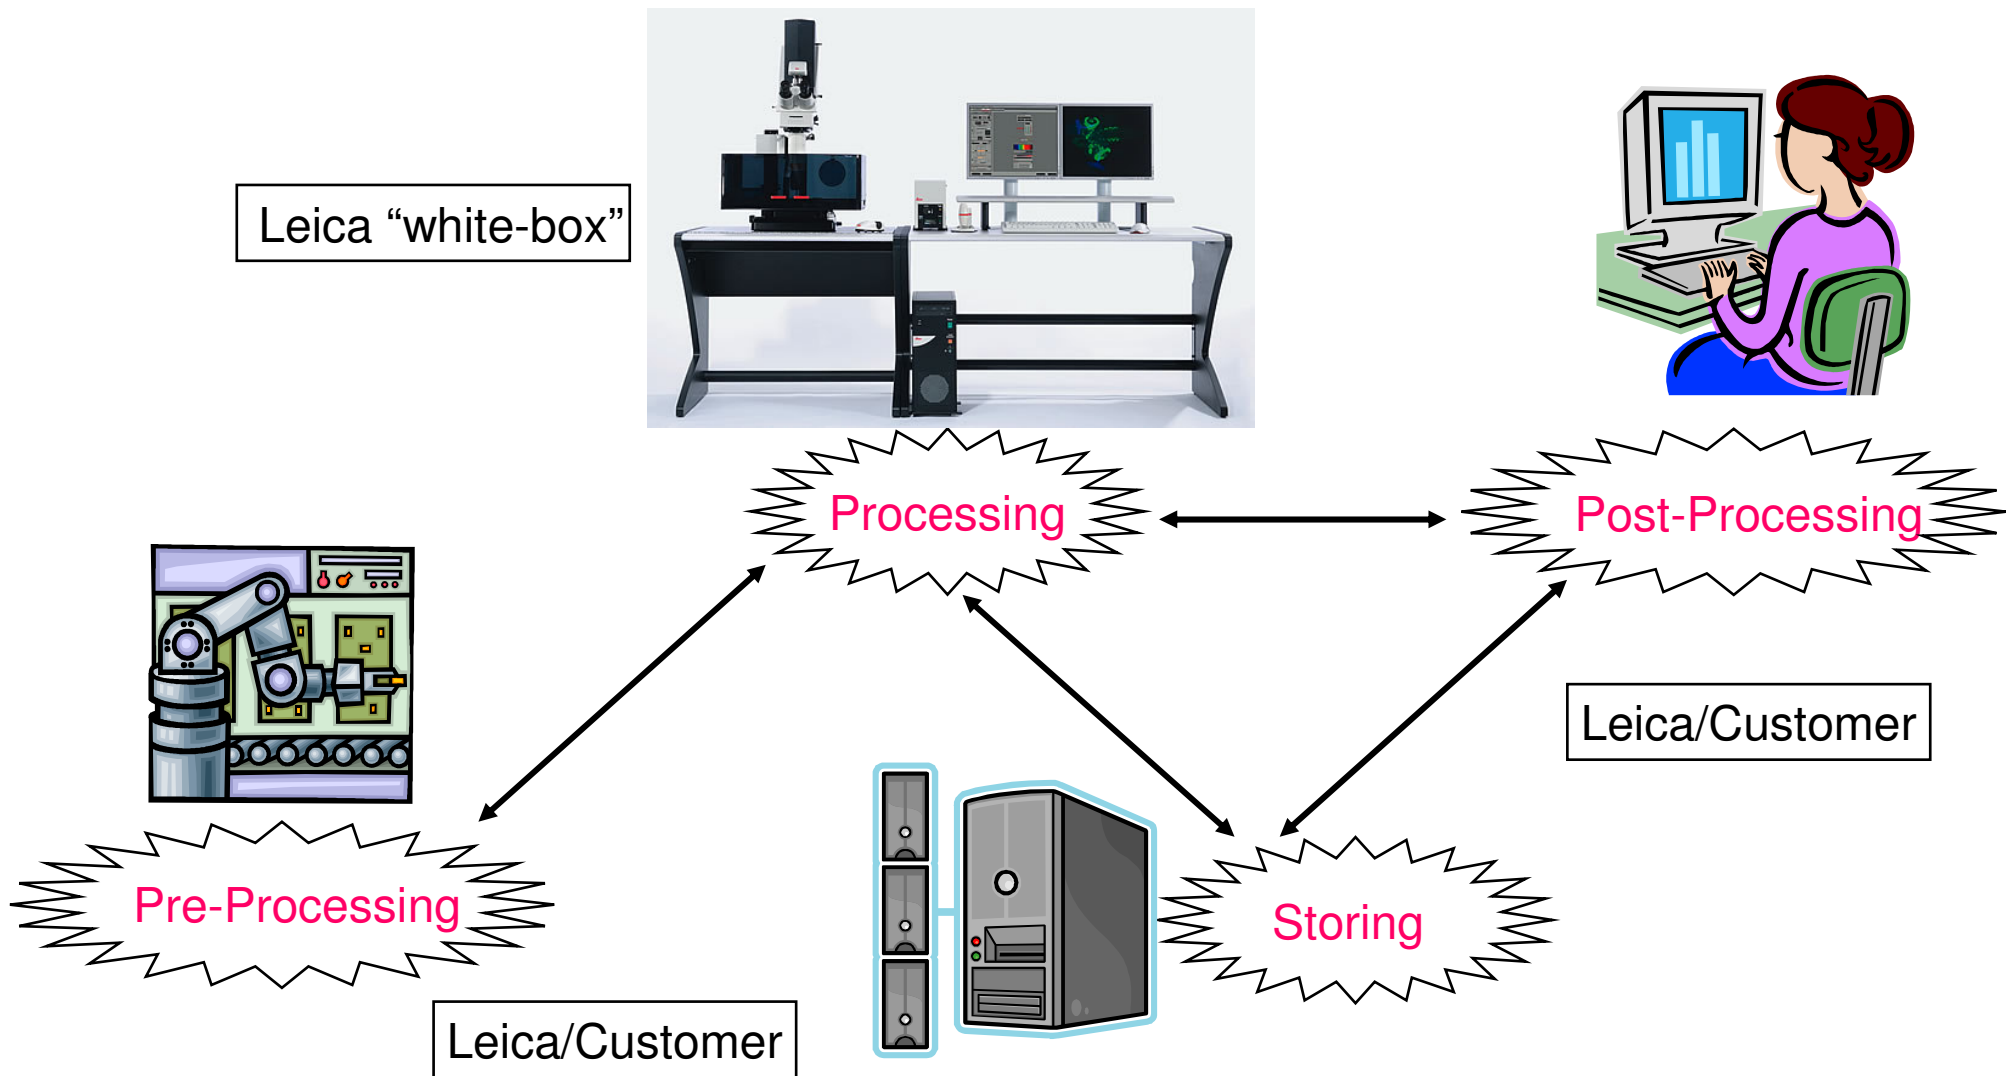 Leica “white-box”
Processing
Post-Processing
Leica/Customer
Pre-Processing
Storing
Leica/Customer